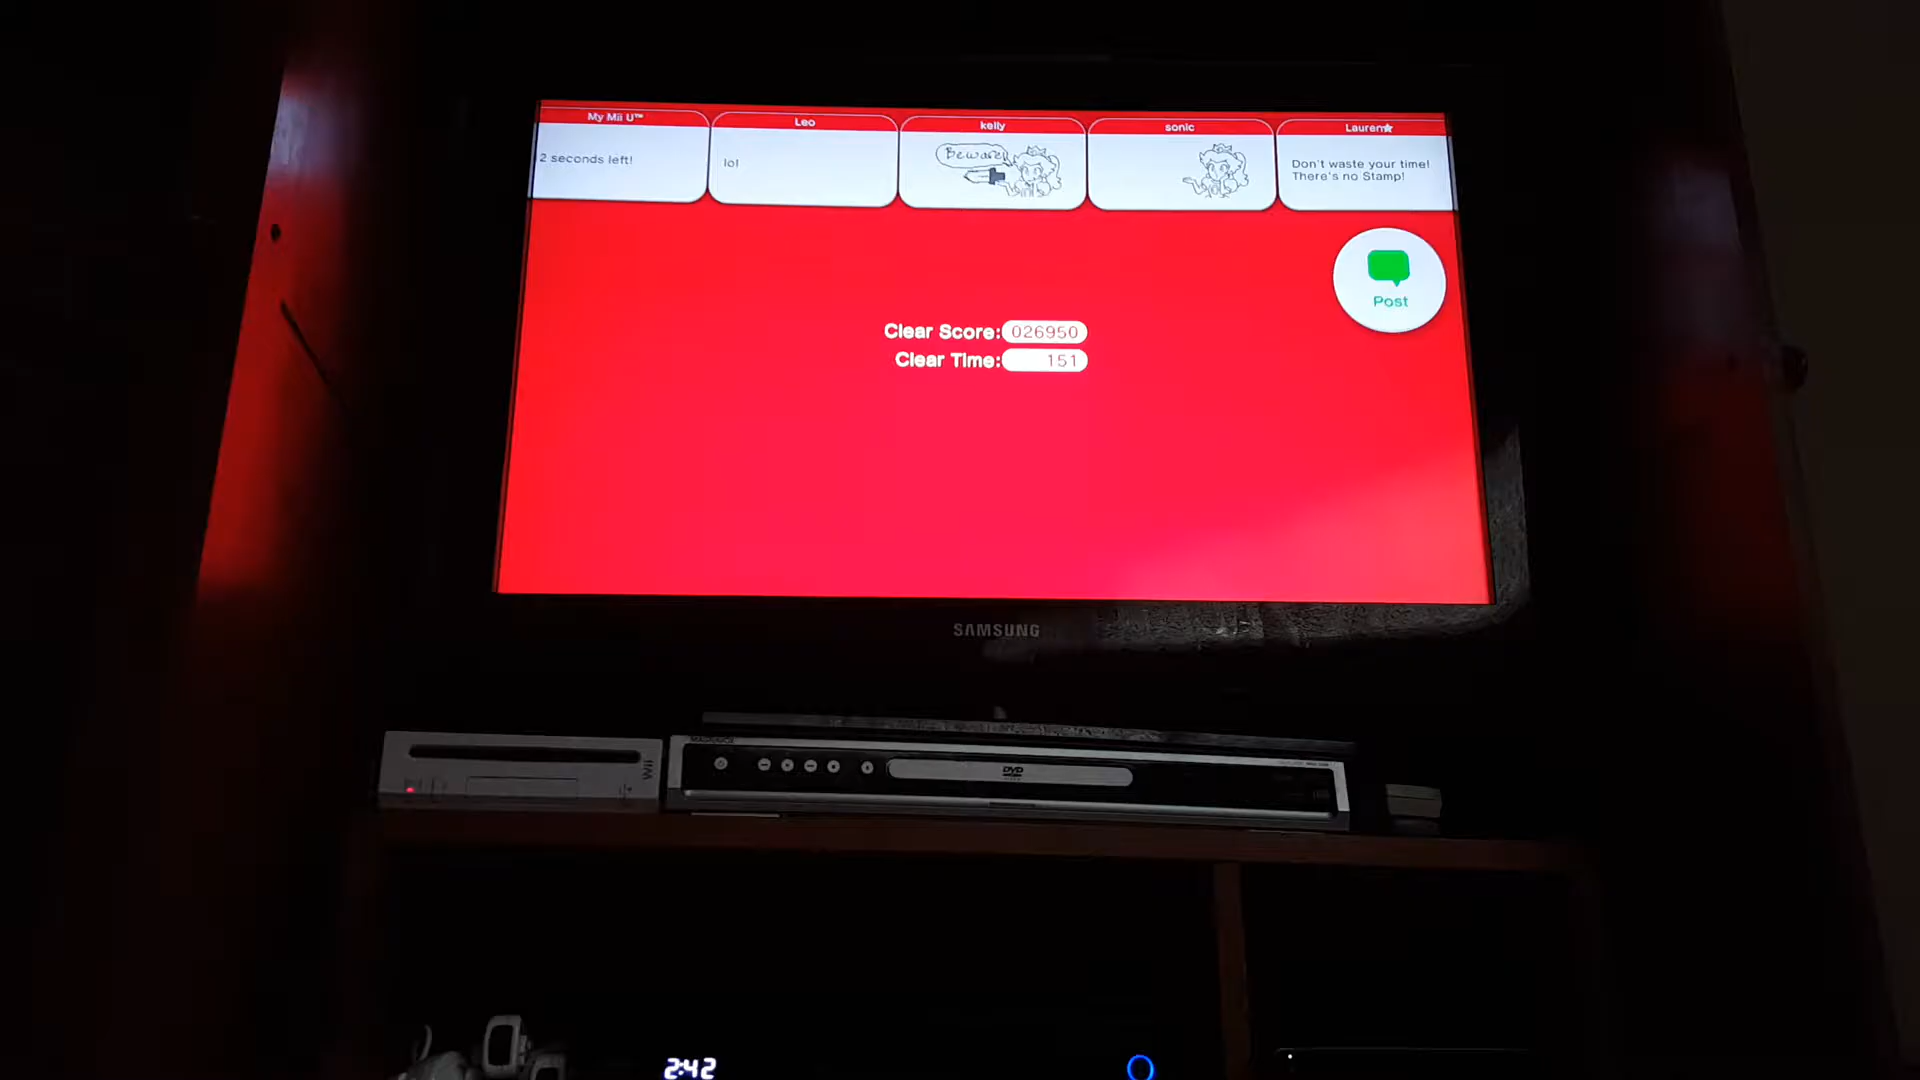 My Mii U™
2 seconds left!
Leo
lol
kelly
Beware
sonic
Lauren★
Don't waste your time!
There's no Stamp!
Post
Clear Score: 026950
Clear Time: 151
SAMSUNG
Wii
MAGNAVOX
DVD
2:42